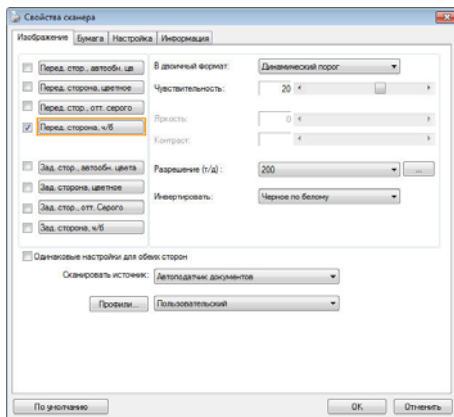 Свойства сканера
Изображение Бумага Настройка Информация
Перед. стор., автообн. цв
Перед. сторона, цветное
Перед. стор., отт. серого
Перед. сторона, ч/б
Зад. стор., автообн. цвета
Зад. сторона, цветное
Зад. стор., отт. Серого
Зад. сторона, ч/б
В двоичный формат: Динамический порог
Чувствительность: 20
Яркость: 0
Контраст:
Разрешение (т/д): 200 ...
Инвертировать: Черное по белому
Одинаковые настройки для обеих сторон
Сканировать источник: Автоподатчик документов
Профили... Пользовательский
По умолчанию OK Отменить